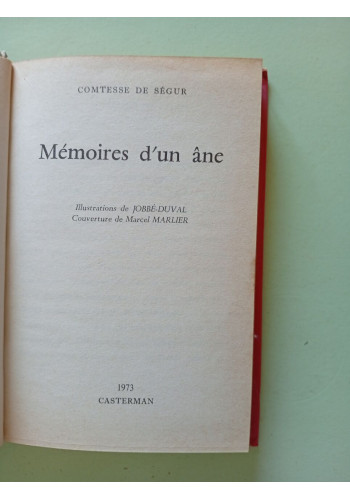 COMTESSE DE SÉGUR
Mémoires d'un âne
Illustrations de JOBBÉ-DUVAL
Couverture de Marcel MARLIER
1973
CASTERMAN